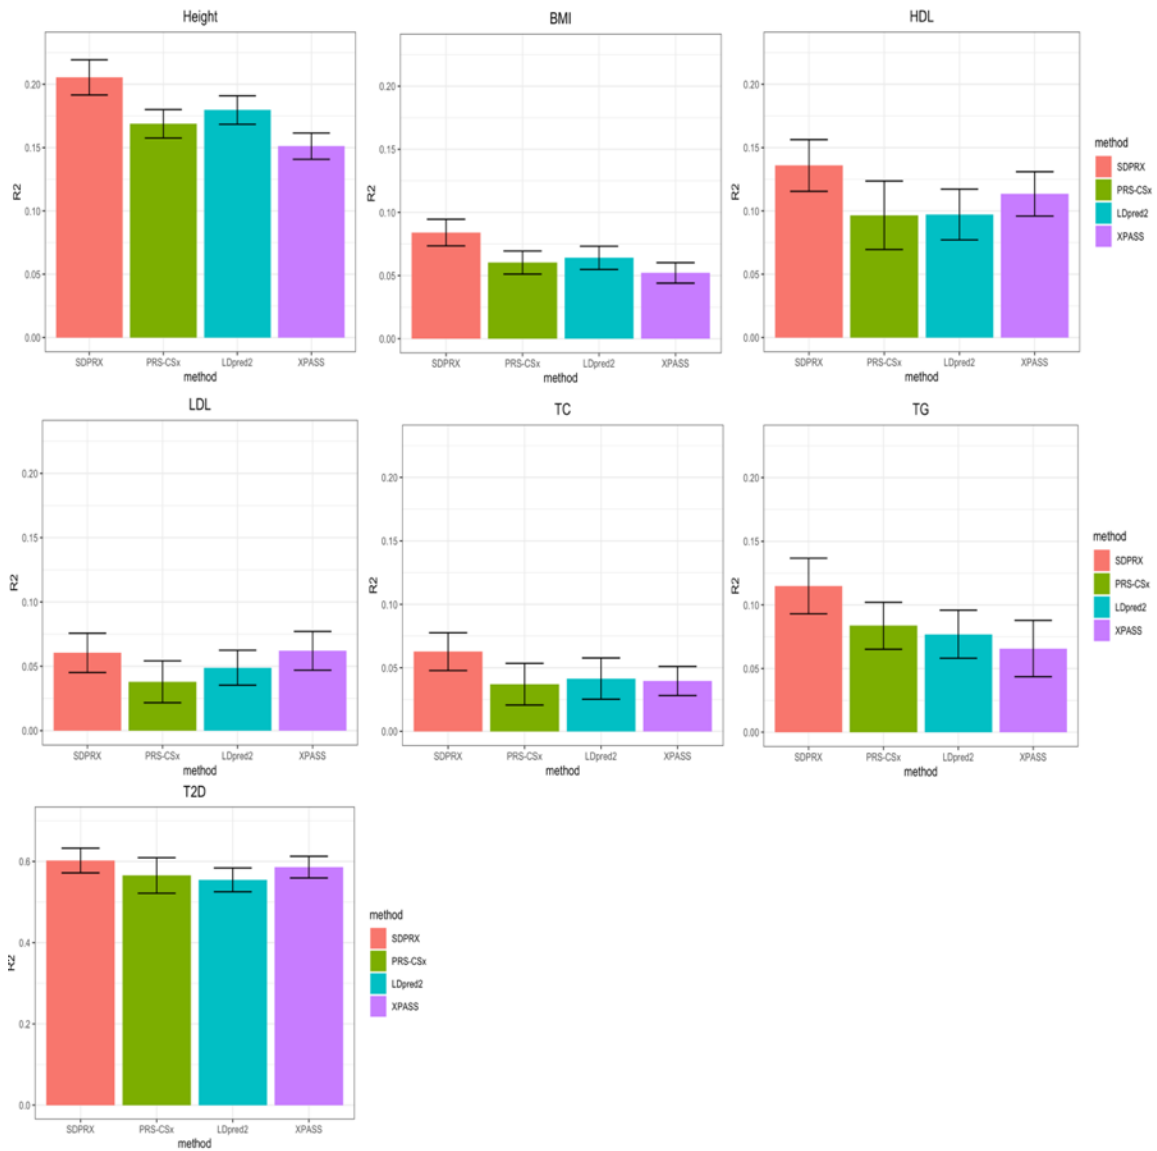 Height
0.20
0.15
0.10
0.05
0.00
R2
SDPRX PRS-CSx LDpred2 XPASS
method
BMI
0.20
0.15
0.10
0.05
0.00
R2
SDPRX PRS-CSx LDpred2 XPASS
method
HDL
0.20
0.15
0.10
0.05
0.00
R2
SDPRX PRS-CSx LDpred2 XPASS
method
method
SDPRX
PRS-CSx
LDpred2
XPASS
LDL
0.20
0.15
0.10
0.05
0.00
R2
SDPRX PRS-CSx LDpred2 XPASS
method
TC
0.20
0.15
0.10
0.05
0.00
R2
SDPRX PRS-CSx LDpred2 XPASS
method
TG
0.20
0.15
0.10
0.05
0.00
R2
SDPRX PRS-CSx LDpred2 XPASS
method
method
SDPRX
PRS-CSx
LDpred2
XPASS
T2D
0.6
0.4
0.2
0.0
R2
SDPRX PRS-CSx LDpred2 XPASS
method
method
SDPRX
PRS-CSx
LDpred2
XPASS